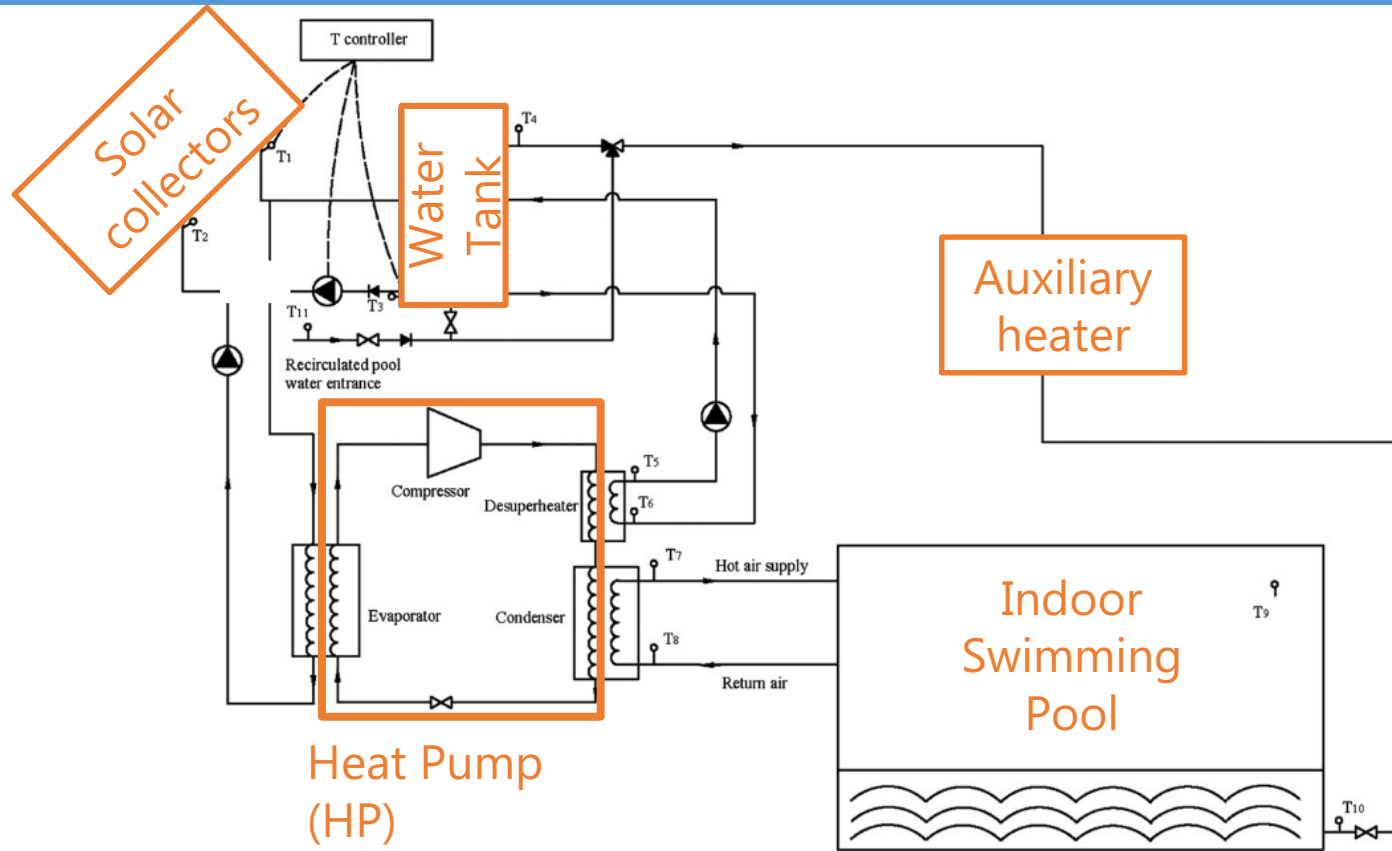 T controller
Solar
collectors
T1
T2
Water
Tank
T4
T3
T11
Recirculated pool
water entrance
Auxiliary
heater
Compressor
Desuperheater
T5
T6
Evaporator
Condenser
T7
Hot air supply
T8
Return air
Indoor
Swimming
Pool
T9
T10
Heat Pump
(HP)